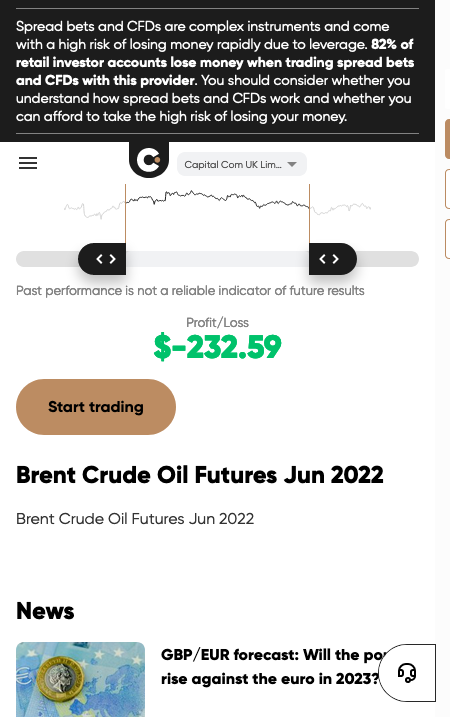 Spread bets and CFDs are complex instruments and come
with a high risk of losing money rapidly due to leverage. 82% of
retail investor accounts lose money when trading spread bets
and CFDs with this provider. You should consider whether you
understand how spread bets and CFDs work and whether you
can afford to take the high risk of losing your money.
Capital Com UK Lim...
Past performance is not a reliable indicator of future results
Profit/Loss
$-232.59
Start trading
Brent Crude Oil Futures Jun 2022
Brent Crude Oil Futures Jun 2022
News
GBP/EUR forecast: Will the
rise against the euro in 2023?